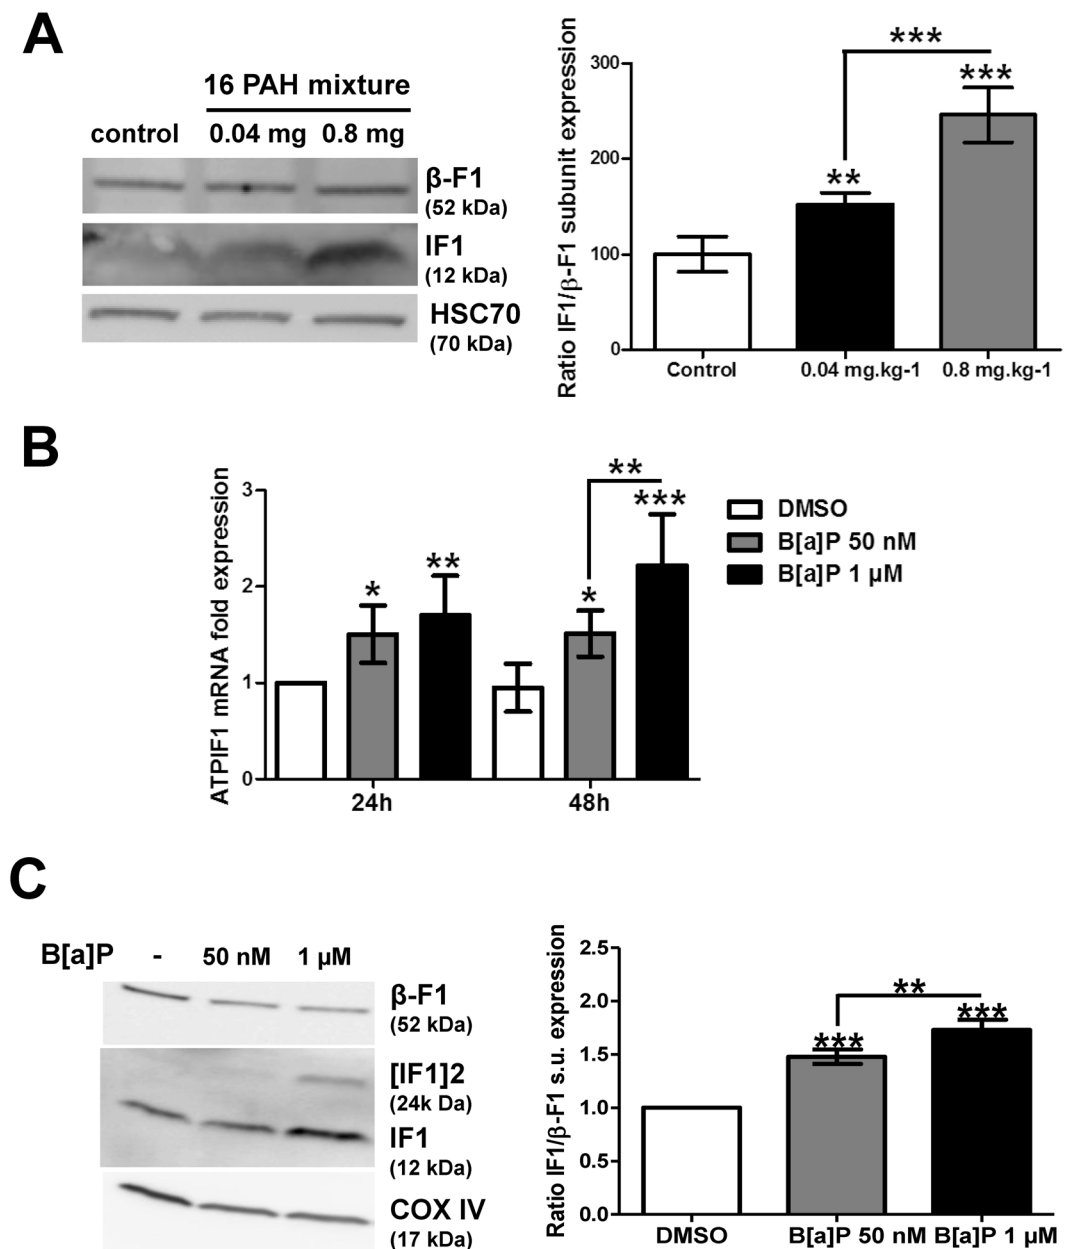 A
16 PAH mixture
control 0.04 mg 0.8 mg
β-F1
(52 kDa)
IF1
(12 kDa)
HSC70
(70 kDa)
Ratio IF1/β-F1 subunit expression
300
200
100
0
***
***
**
Control 0.04 mg.kg-1 0.8 mg.kg-1
B
ATPIF1 mRNA fold expression
3
2
1
0
*
**
**
***
*
24h 48h
DMSO
B[a]P 50 nM
B[a]P 1 µM
C
B[a]P - 50 nM 1 µM
β-F1
(52 kDa)
[IF1]2
(24k Da)
IF1
(12 kDa)
COX IV
(17 kDa)
Ratio IF1/β-F1 s.u. expression
2.5
2.0
1.5
1.0
0.5
0.0
**
***
***
DMSO B[a]P 50 nM B[a]P 1 µM